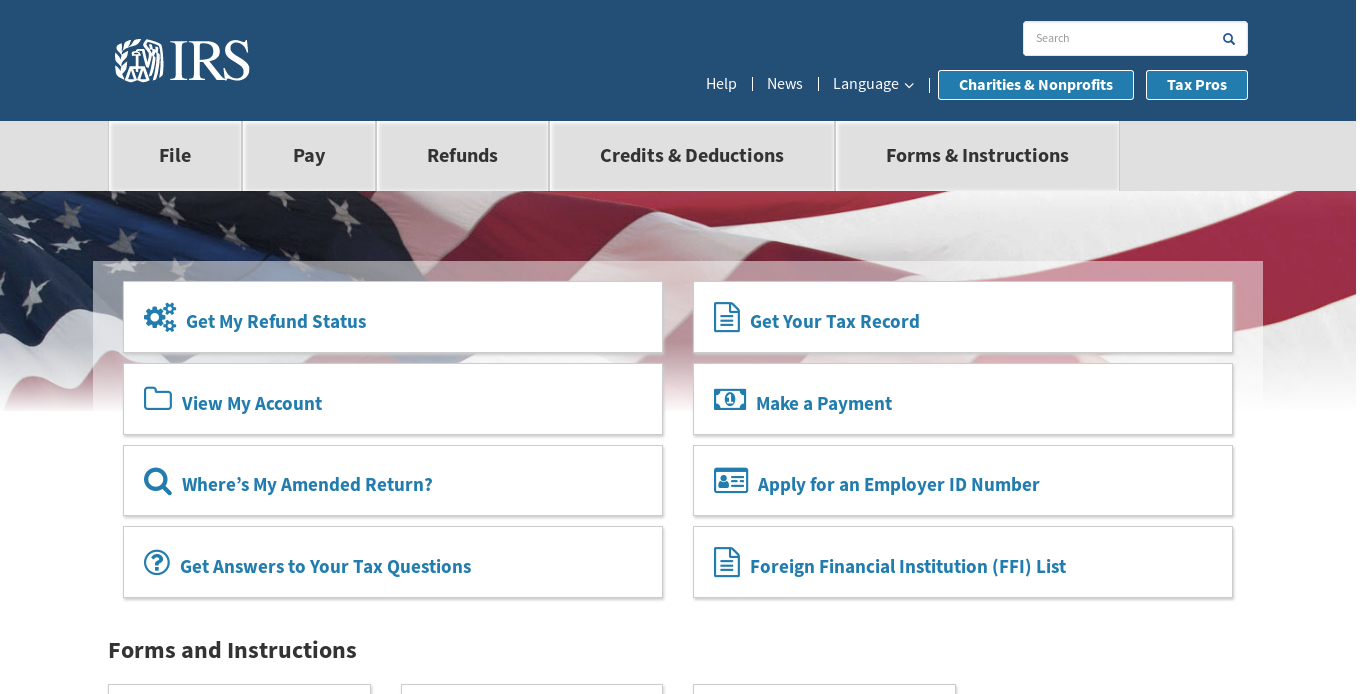 IRS
Search
Help
News
Language
Charities & Nonprofits
Tax Pros
File
Pay
Refunds
Credits & Deductions
Forms & Instructions
Get My Refund Status
Get Your Tax Record
View My Account
Make a Payment
Where’s My Amended Return?
Apply for an Employer ID Number
Get Answers to Your Tax Questions
Foreign Financial Institution (FFI) List
Forms and Instructions